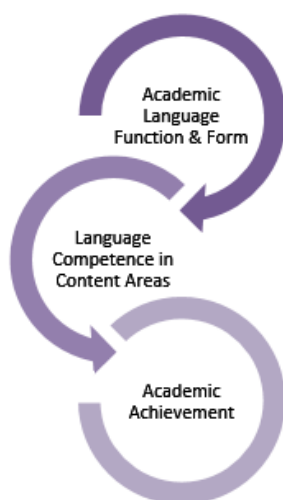 Academic
Language
Function & Form
Language
Competence in
Content Areas
Academic
Achievement